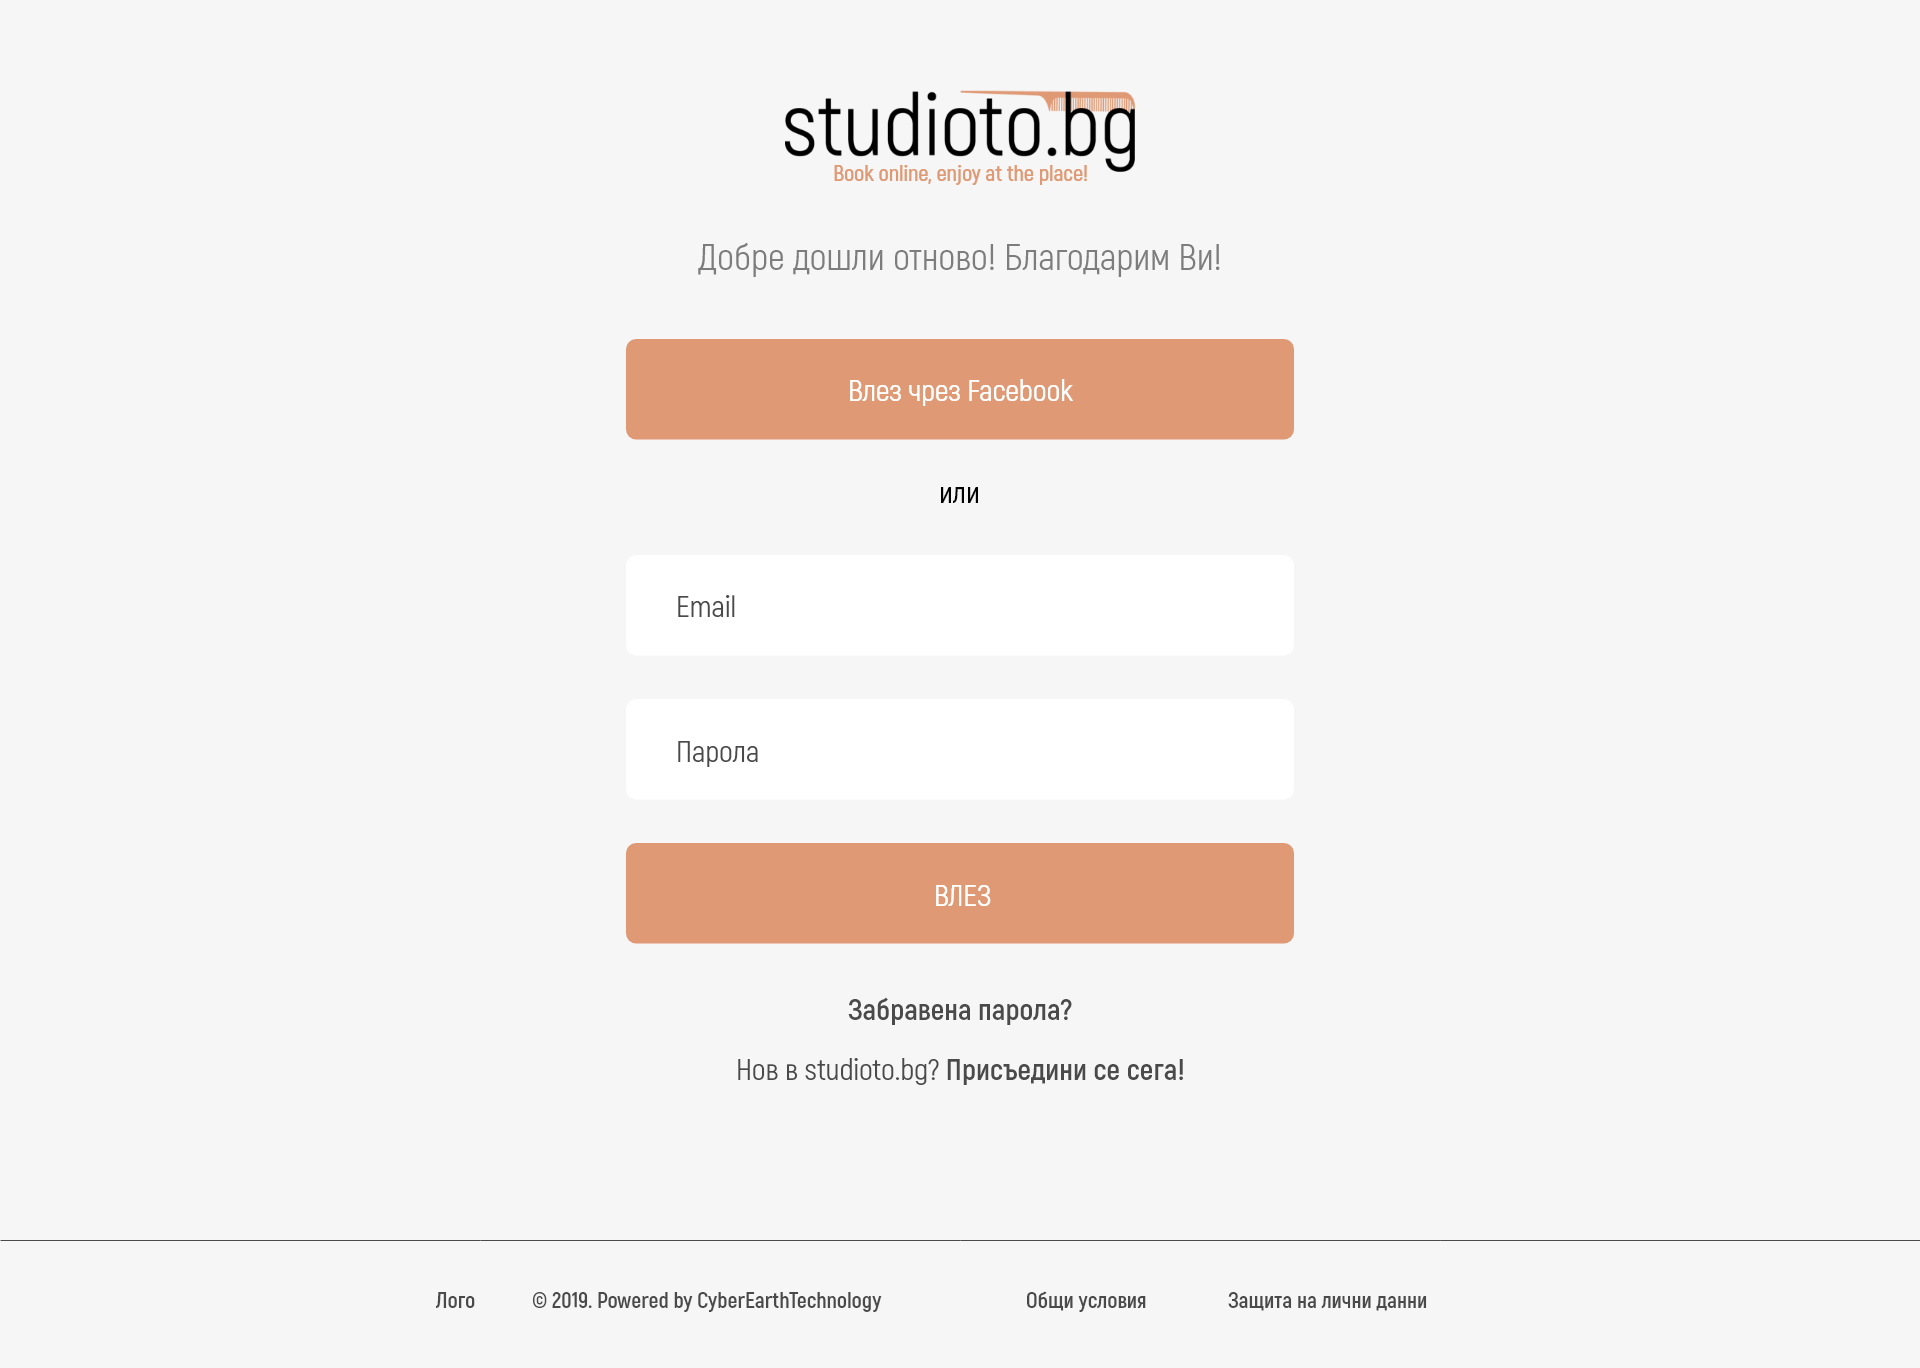 studioto.bg
Book online, enjoy at the place!
Добре дошли отново! Благодарим Ви!
Влез чрез Facebook
или
Email
Парола
ВЛЕЗ
Забравена парола?
Нов в studioto.bg? Присъедини се сега!
Лого © 2019. Powered by CyberEarthTechnology Общи условия Защита на лични данни